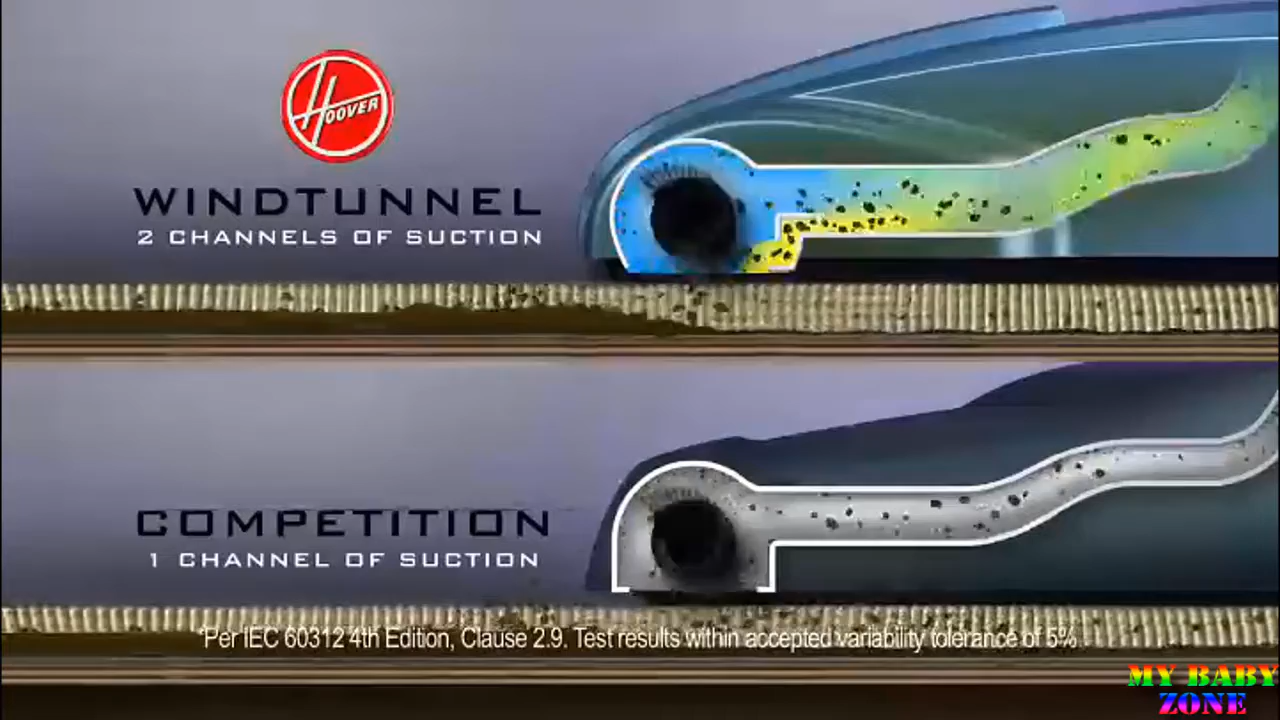 HOOVER
WINDTUNNEL
2 CHANNELS OF SUCTION
COMPETITION
1 CHANNEL OF SUCTION
*Per IEC 60312 4th Edition, Clause 2.9. Test results within accepted variability tolerance of 5%.
MY BABY
ZONE